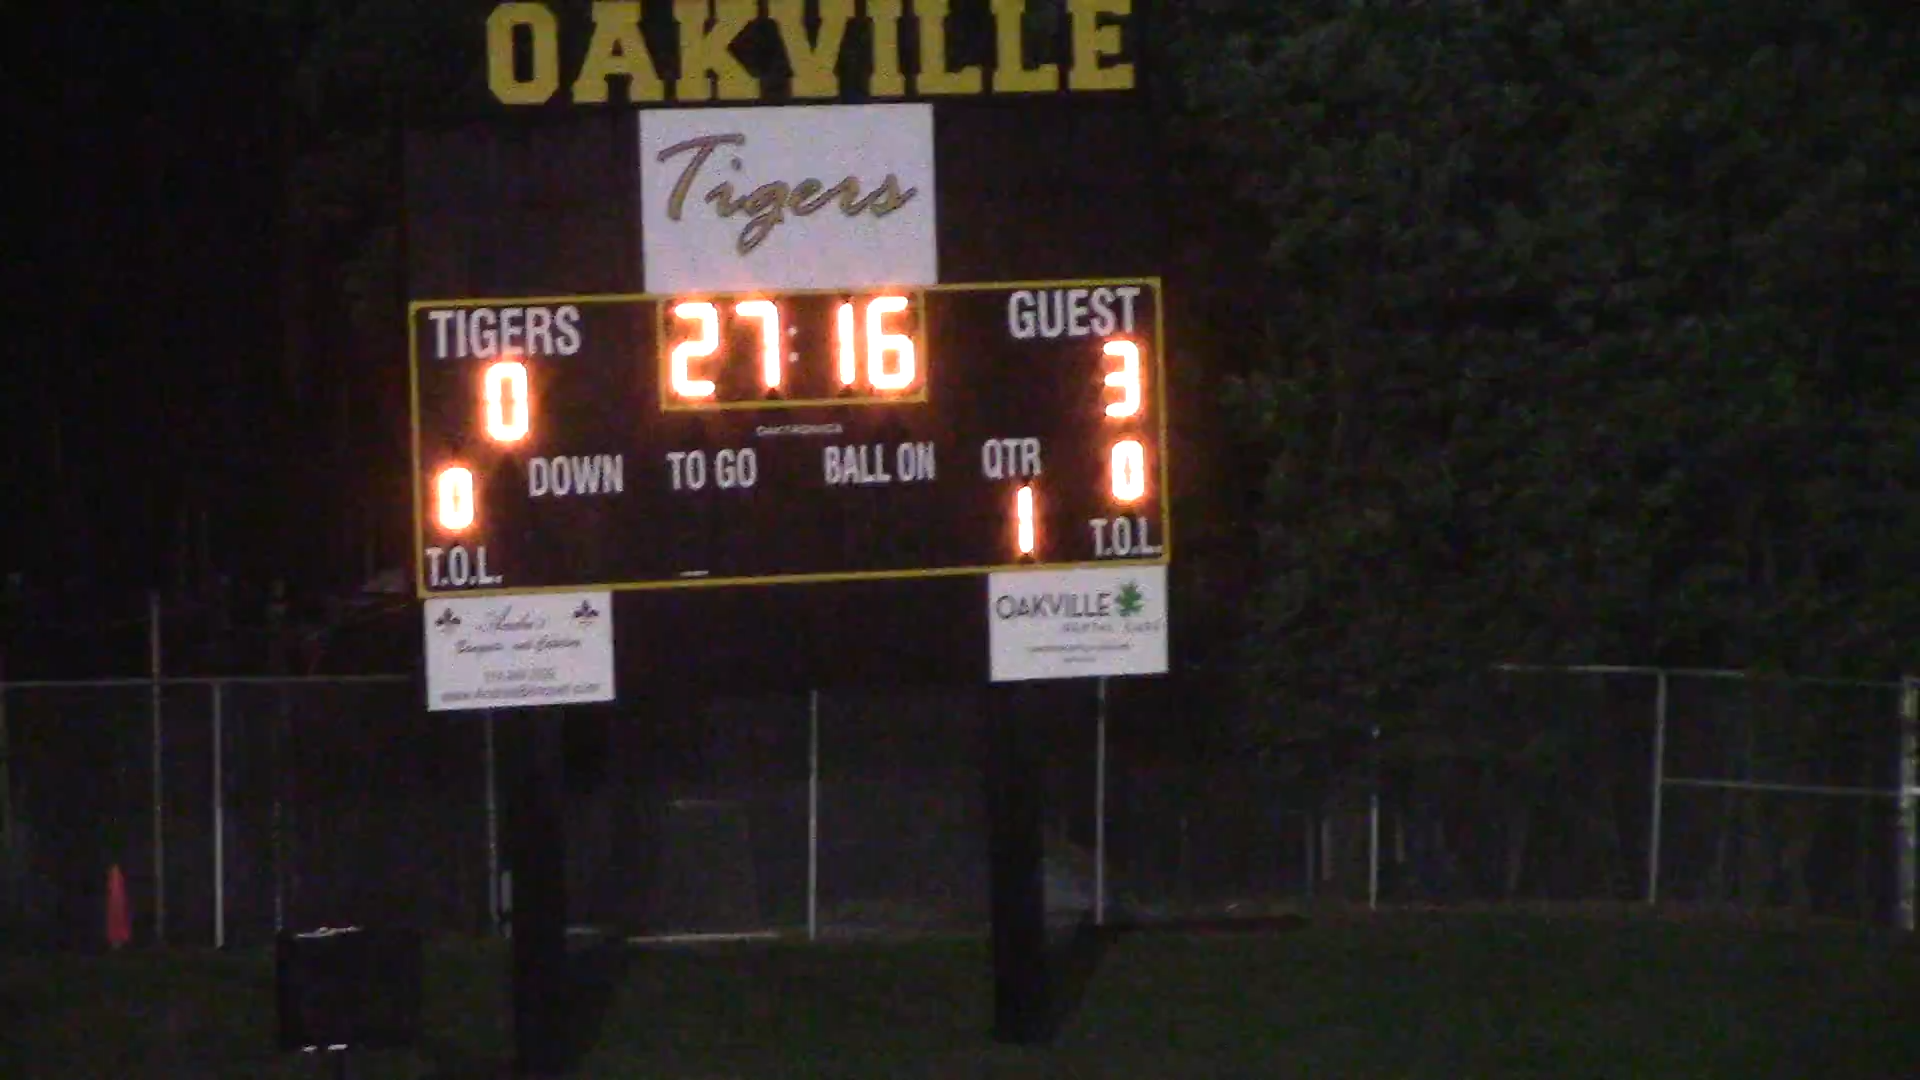 OAKVILLE
Tigers
TIGERS 27:16 GUEST
0 3
DOWN TO GO BALL ON QTR
0 1 0
T.O.L. T.O.L.
OAKVILLE